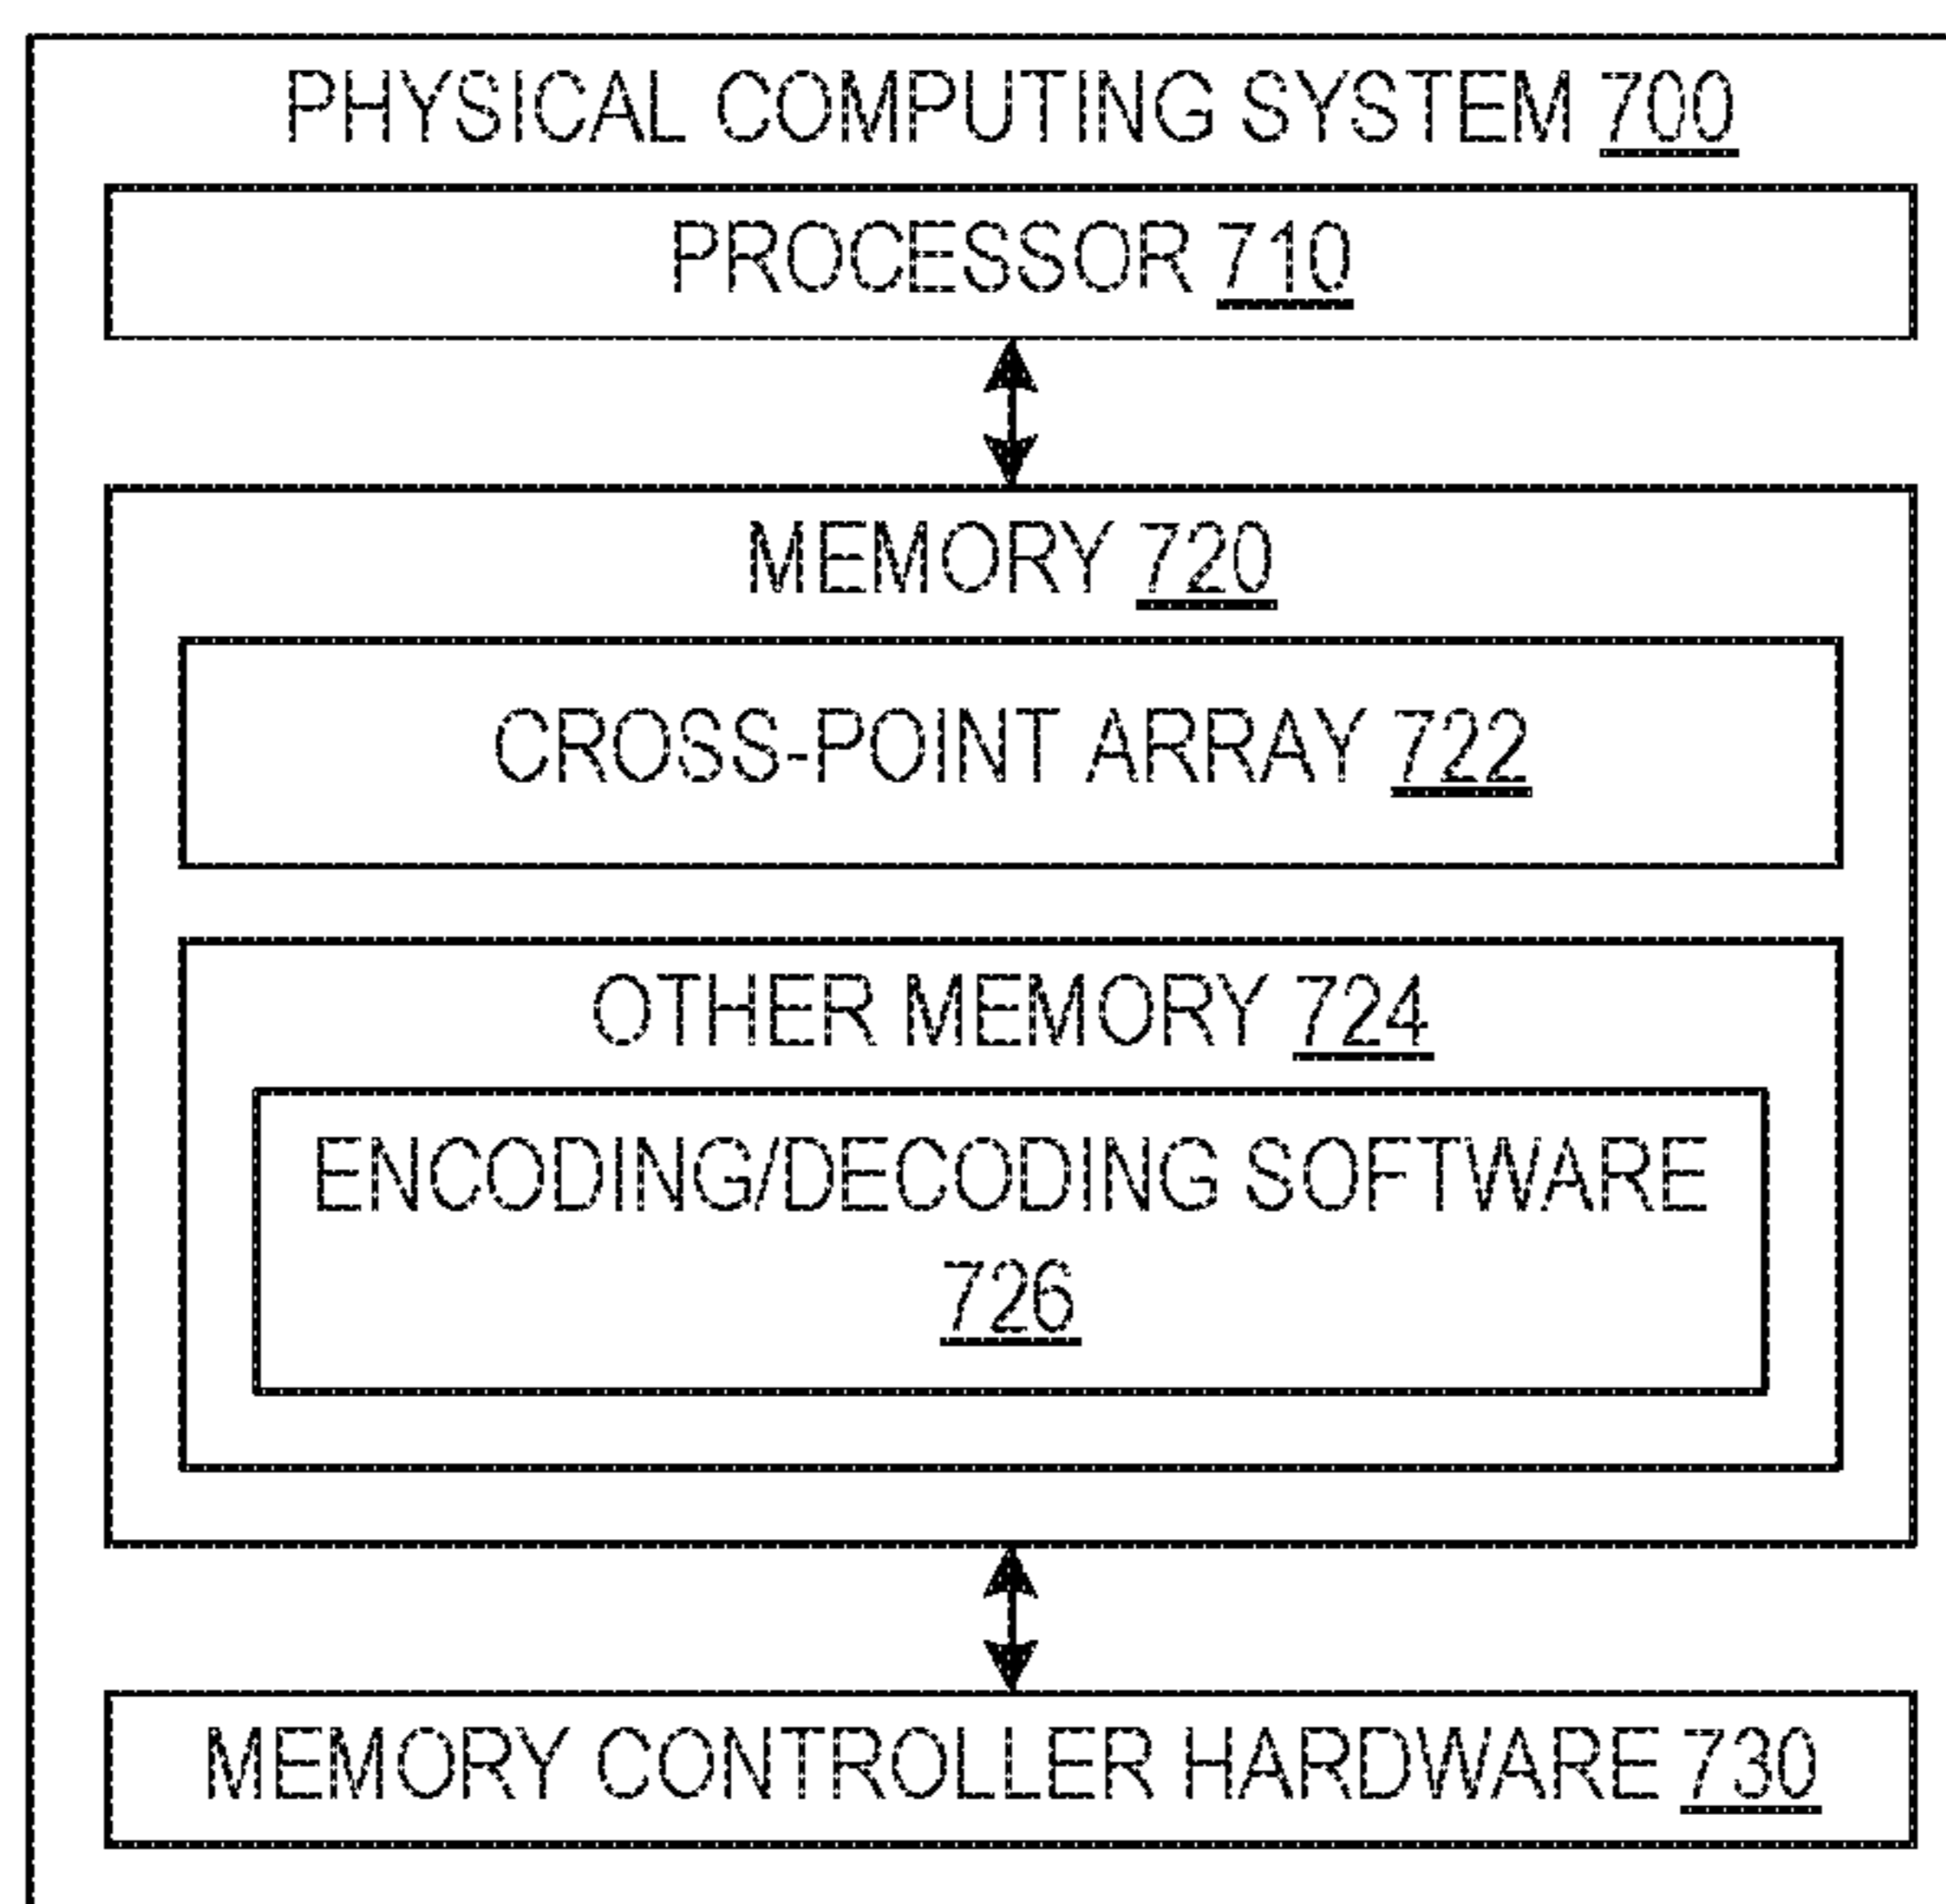 PHYSICAL COMPUTING SYSTEM 700
PROCESSOR 710
MEMORY 720
CROSS-POINT ARRAY 722
OTHER MEMORY 724
ENCODING/DECODING SOFTWARE
726
MEMORY CONTROLLER HARDWARE 730